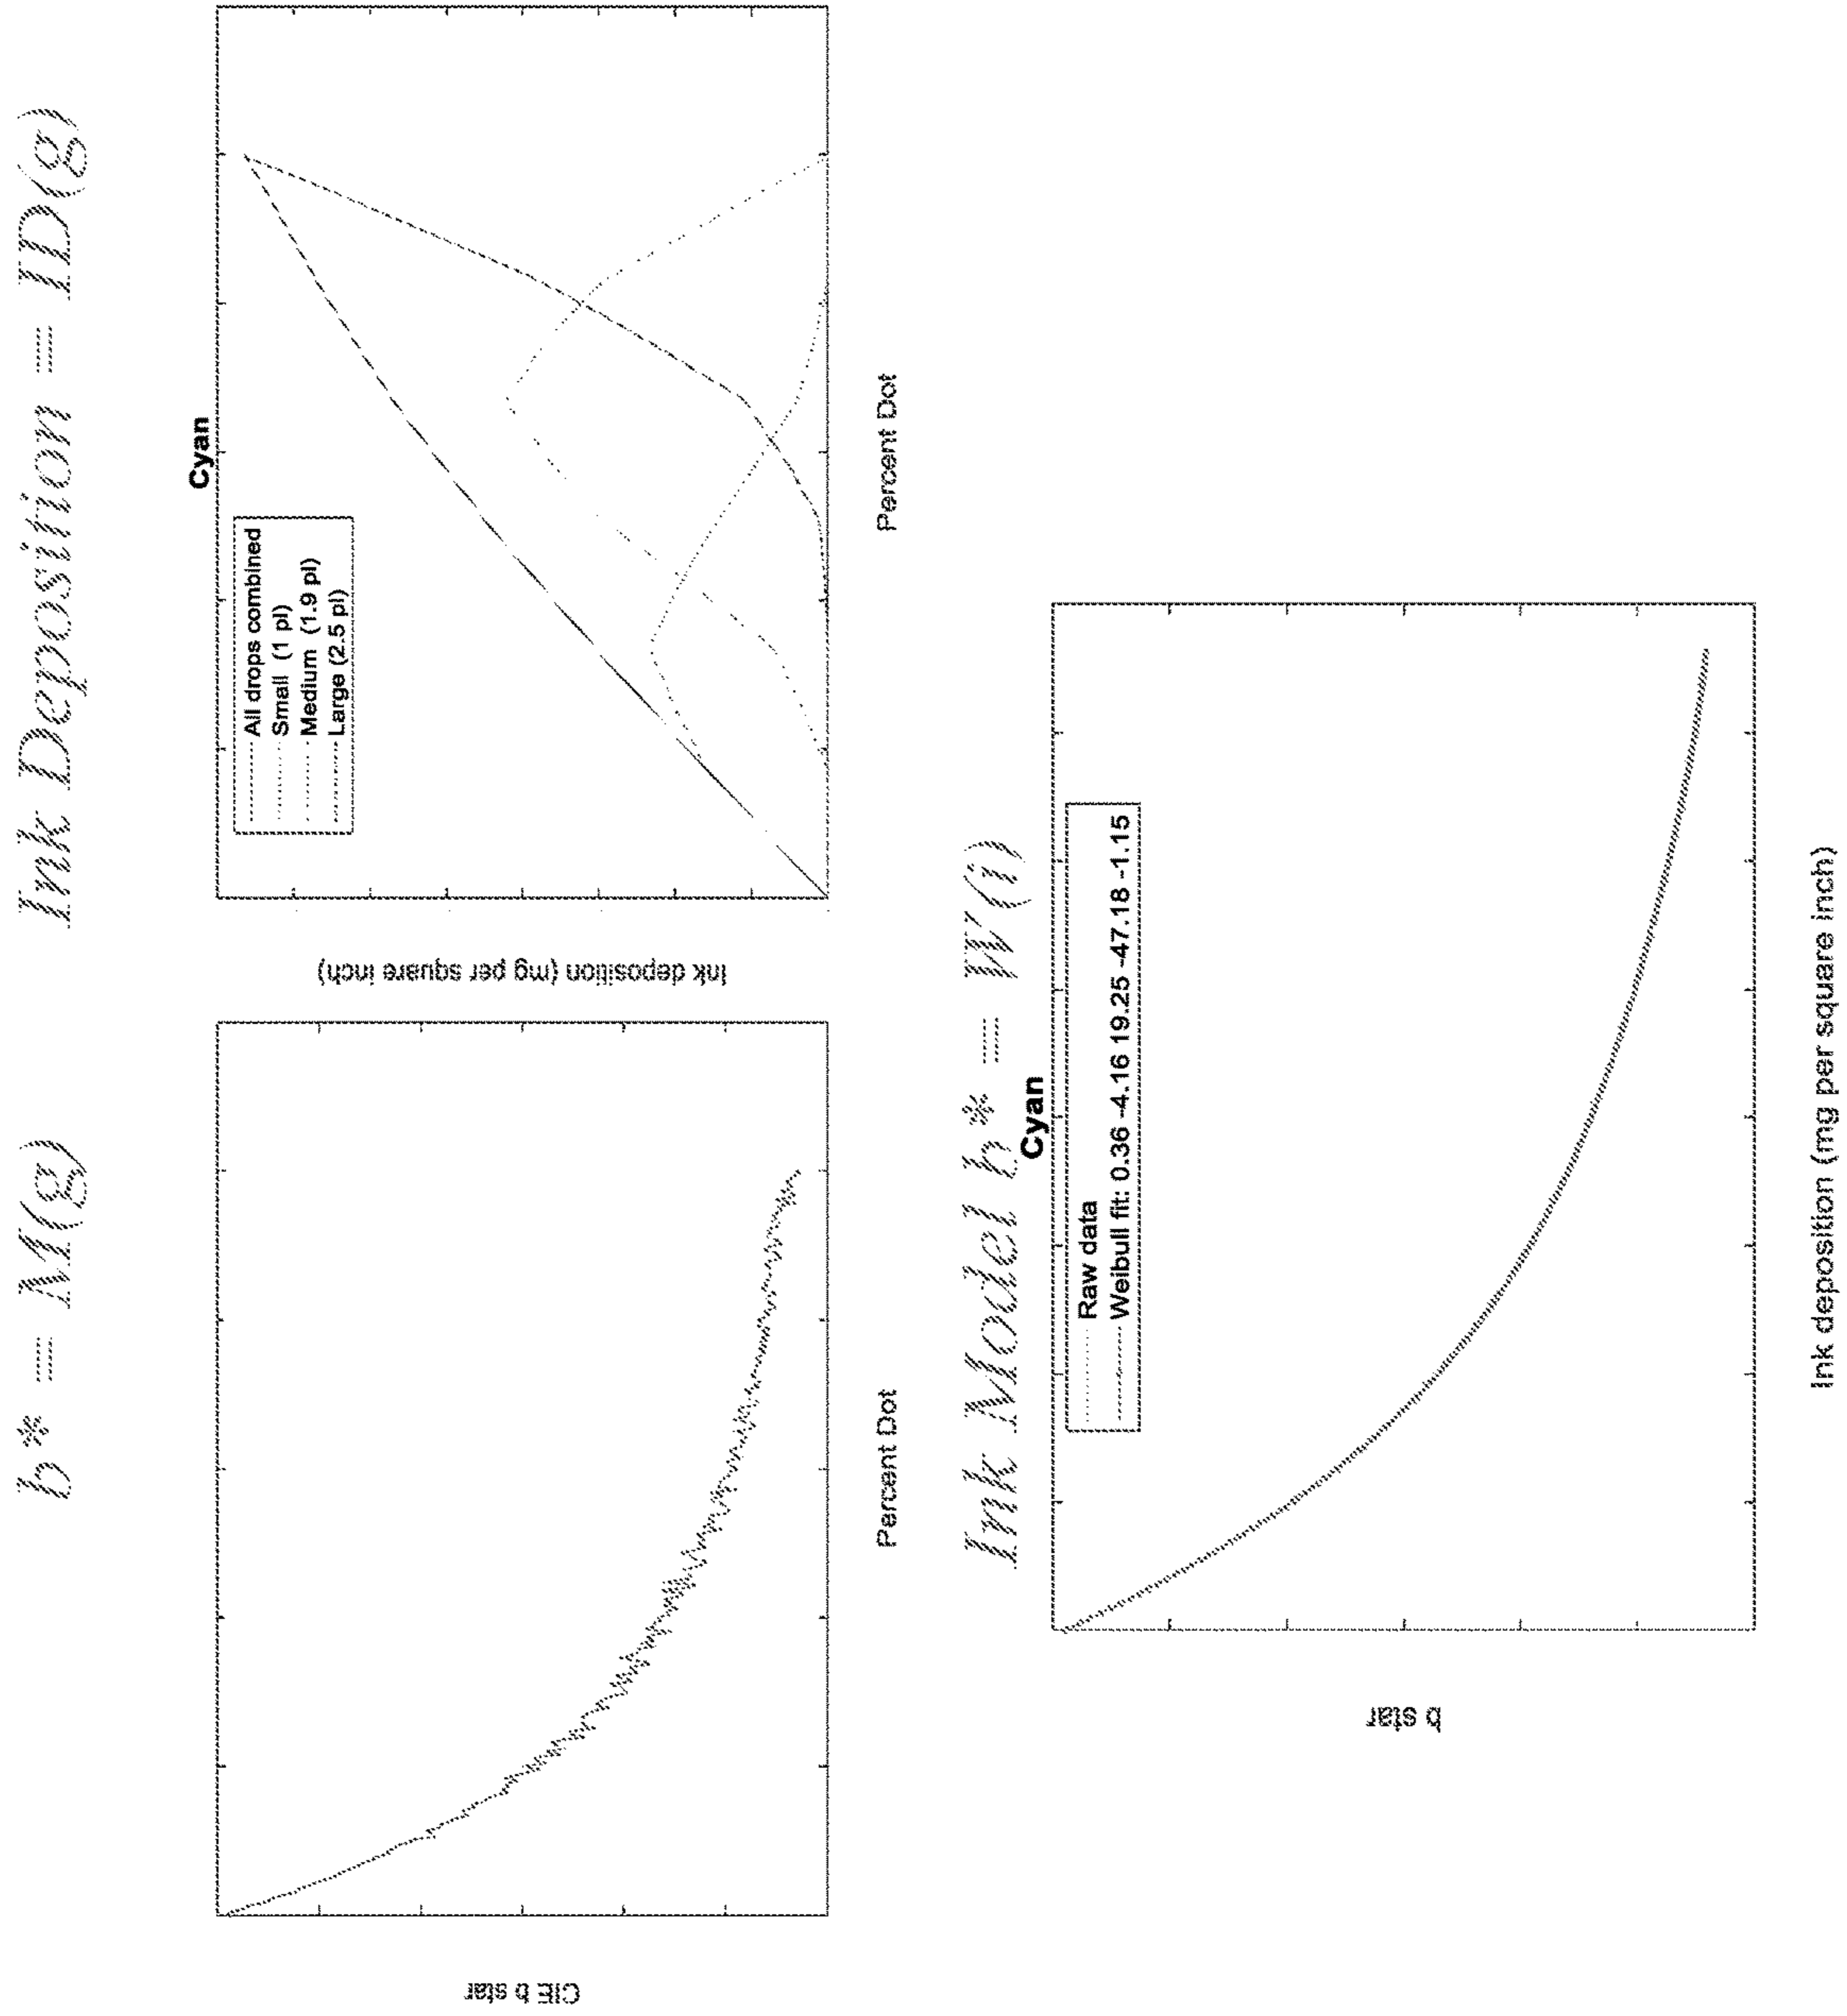 b* = M(g)
CIE b star
Percent Dot
Ink Deposition = ID(g)
Cyan
All drops combined
Small (1 pl)
Medium (1.9 pl)
Large (2.5 pl)
Ink deposition (mg per square inch)
Percent Dot
Ink Model b* = W(i)
Cyan
Raw data
Weibull fit: 0.36 -4.16 19.25 -47.18 -1.15
b star
Ink deposition (mg per square inch)